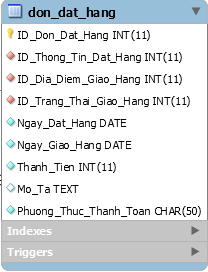 don_dat_hang
ID_Don_Dat_Hang INT(11)
ID_Thong_Tin_Dat_Hang INT(11)
ID_Dia_Diem_Giao_Hang INT(11)
ID_Trang_Thai_Giao_Hang INT(11)
Ngay_Dat_Hang DATE
Ngay_Giao_Hang DATE
Thanh_Tien INT(11)
Mo_Ta TEXT
Phuong_Thuc_Thanh_Toan CHAR(50)
Indexes
Triggers